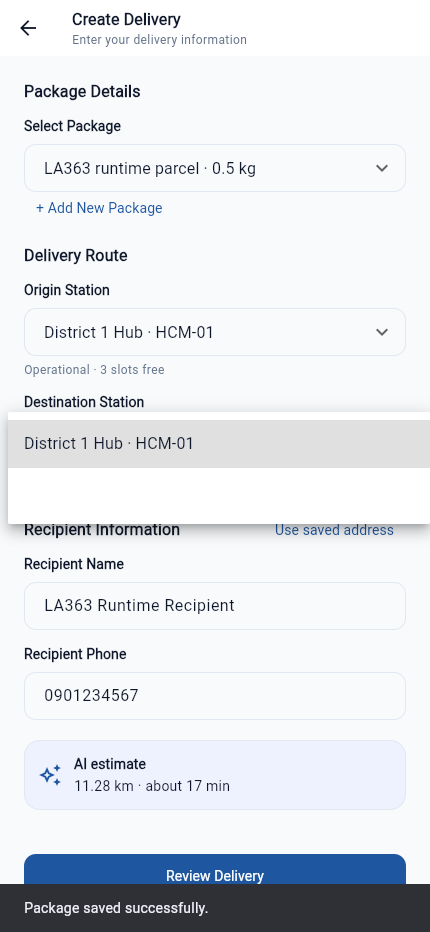 Create Delivery
Enter your delivery information
Package Details
Select Package
LA363 runtime parcel · 0.5 kg
+ Add New Package
Delivery Route
Origin Station
District 1 Hub · HCM-01
Operational · 3 slots free
Destination Station
District 1 Hub · HCM-01
Recipient Information
Use saved address
Recipient Name
LA363 Runtime Recipient
Recipient Phone
0901234567
AI estimate
11.28 km · about 17 min
Review Delivery
Package saved successfully.